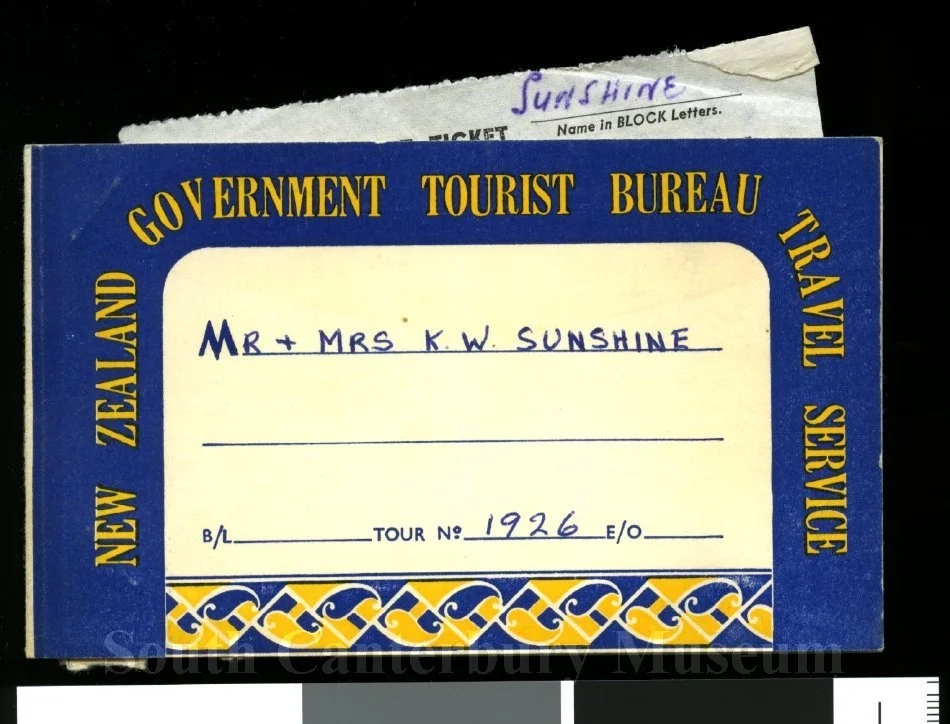 SUNSHINE
TICKET
Name in BLOCK Letters.
NEW ZEALAND GOVERNMENT TOURIST BUREAU TRAVEL SERVICE
MR + MRS K. W. SUNSHINE
B/L TOUR Nº 1926 E/O
South Canterbury Museum